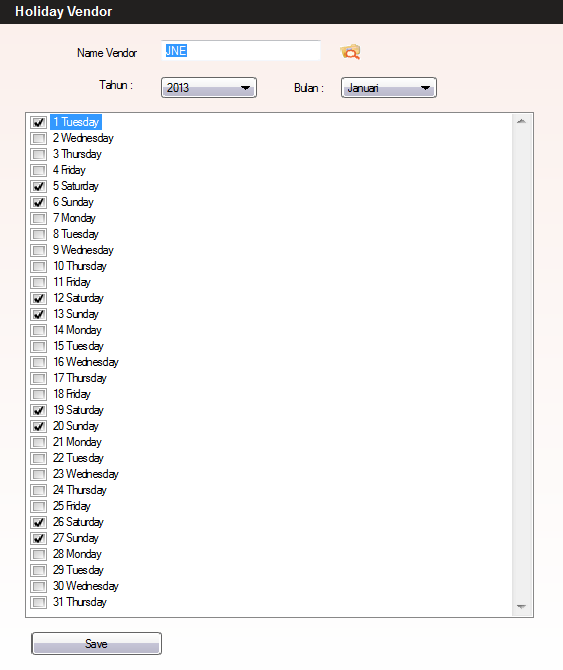 Holiday Vendor
Name Vendor JNE
Tahun : 2013 Bulan : Januari
1 Tuesday
2 Wednesday
3 Thursday
4 Friday
5 Saturday
6 Sunday
7 Monday
8 Tuesday
9 Wednesday
10 Thursday
11 Friday
12 Saturday
13 Sunday
14 Monday
15 Tuesday
16 Wednesday
17 Thursday
18 Friday
19 Saturday
20 Sunday
21 Monday
22 Tuesday
23 Wednesday
24 Thursday
25 Friday
26 Saturday
27 Sunday
28 Monday
29 Tuesday
30 Wednesday
31 Thursday
Save